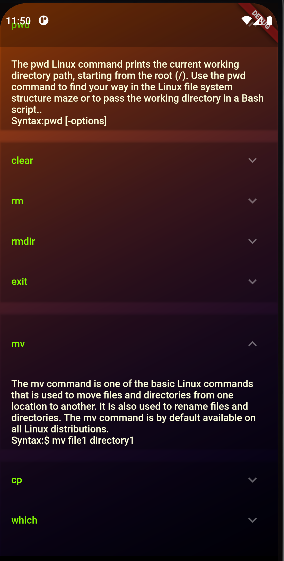 11:50
DEBUG
pwd
The pwd Linux command prints the current working
directory path, starting from the root (/). Use the pwd
command to find your way in the Linux file system
structure maze or to pass the working directory in a Bash
script..
Syntax:pwd [-options]
clear
rm
rmdir
exit
mv
The mv command is one of the basic Linux commands
that is used to move files and directories from one
location to another. It is also used to rename files and
directories. The mv command is by default available on
all Linux distributions.
Syntax:$ mv file1 directory1
cp
which